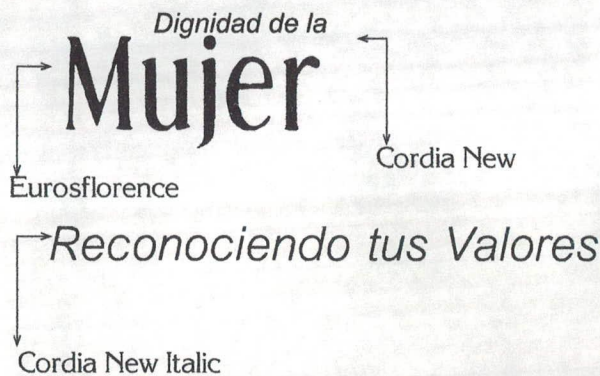 Dignidad de la
Mujer
Cordia New
Eurosflorence
Reconociendo tus Valores
Cordia New Italic